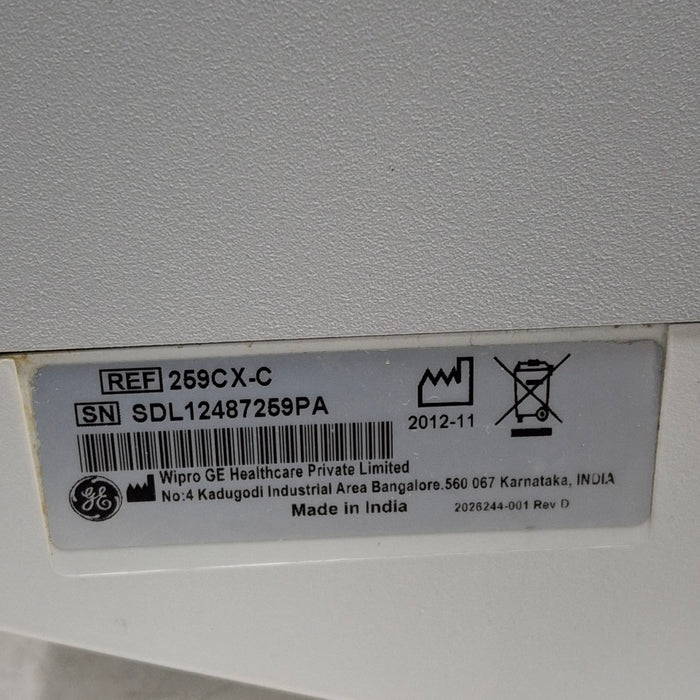 REF 259CX-C
SN SDL12487259PA
2012-11
Wipro GE Healthcare Private Limited
No:4 Kadugodi Industrial Area Bangalore.560 067 Karnataka, INDIA
GE
Made in India
2026244-001 Rev D